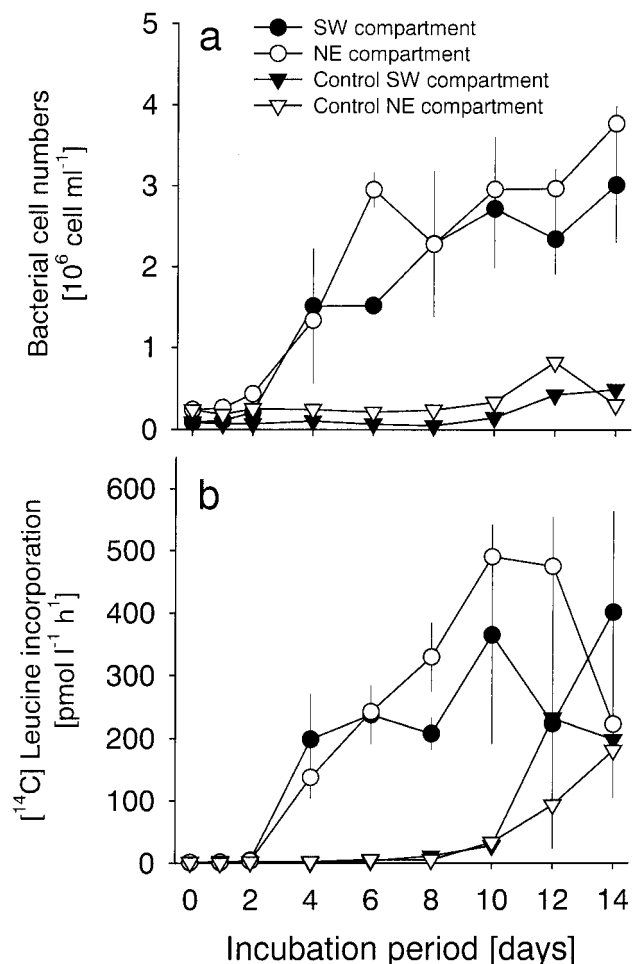 a
SW compartment
NE compartment
Control SW compartment
Control NE compartment
Bacterial cell numbers
[10⁶ cell ml⁻¹]
5
4
3
2
1
0
b
[¹⁴C] Leucine incorporation
[pmol l⁻¹ h¹]
600
500
400
300
200
100
0
0 2 4 6 8 10 12 14
Incubation period [days]